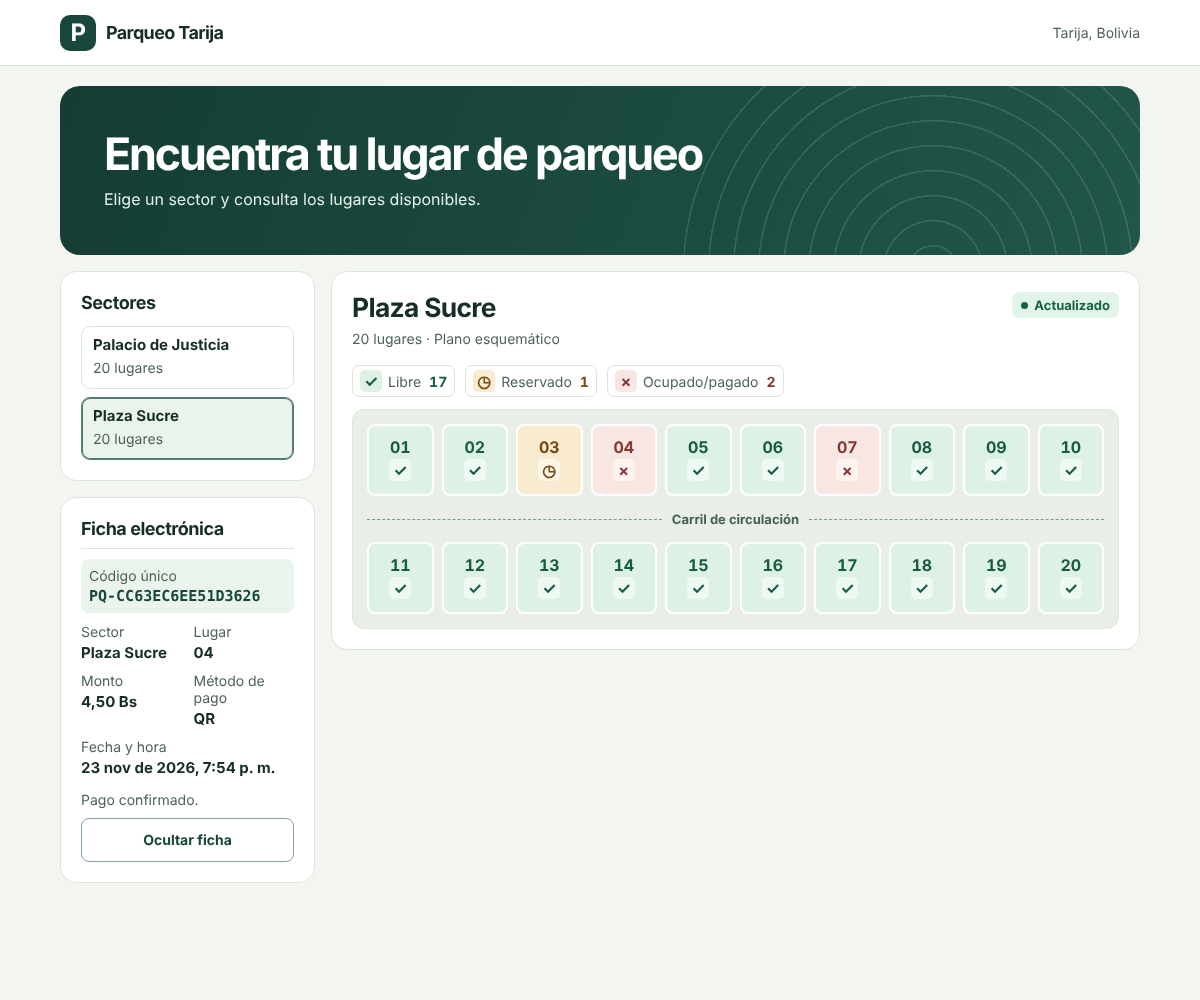 P Parqueo Tarija
Tarija, Bolivia
Encuentra tu lugar de parqueo
Elige un sector y consulta los lugares disponibles.
Sectores
Palacio de Justicia
20 lugares
Plaza Sucre
20 lugares
Ficha electrónica
Código único
PQ-CC63EC6EE51D3626
Sector Lugar
Plaza Sucre 04
Monto Método de
pago
4,50 Bs QR
Fecha y hora
23 nov de 2026, 7:54 p. m.
Pago confirmado.
Ocultar ficha
Plaza Sucre
Actualizado
20 lugares · Plano esquemático
Libre 17 Reservado 1 Ocupado/pagado 2
01 02 03 04 05 06 07 08 09 10
Carril de circulación
11 12 13 14 15 16 17 18 19 20